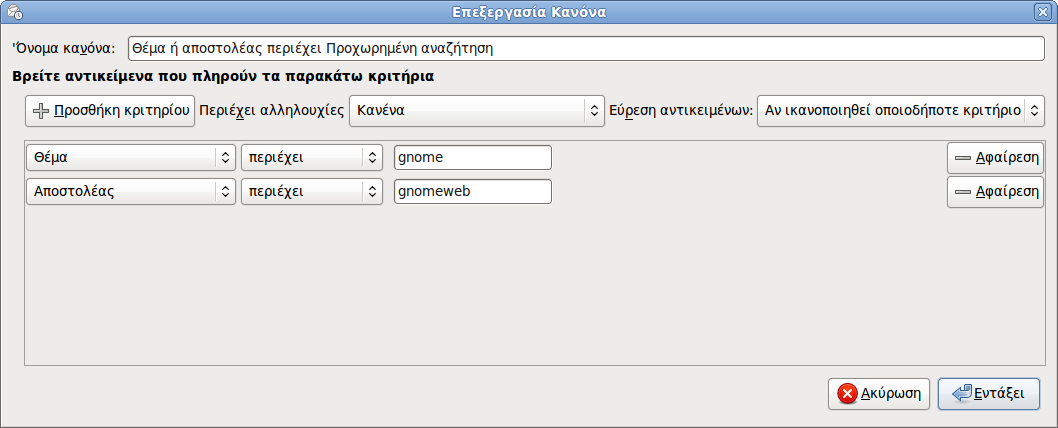 Επεξεργασία Κανόνα
Όνομα κανόνα: Θέμα ή αποστολέας περιέχει Προχωρημένη αναζήτηση
Βρείτε αντικείμενα που πληρούν τα παρακάτω κριτήρια
Προσθήκη κριτηρίου Περιέχει αλληλουχίες Κανένα Εύρεση αντικειμένων: Αν ικανοποιηθεί οποιοδήποτε κριτήριο
Θέμα περιέχει gnome Αφαίρεση
Αποστολέας περιέχει gnomeweb Αφαίρεση
Ακύρωση Εντάξει